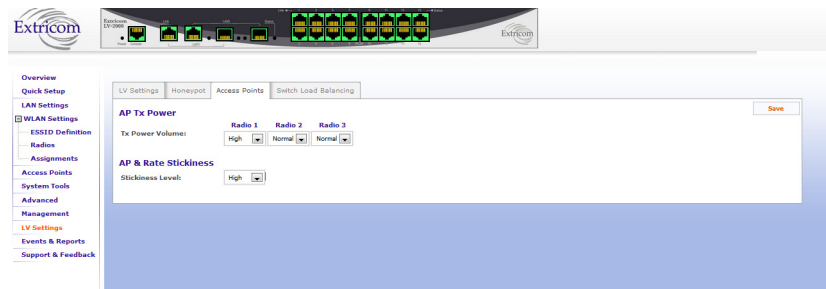 Extricom
Extricom
LV-2000
LAN
Power Console
Extricom
Overview
Quick Setup
LAN Settings
WLAN Settings
ESSID Definition
Radios
Assignments
Access Points
System Tools
Advanced
Management
LV Settings
Events & Reports
Support & Feedback
LV Settings Honeypot Access Points Switch Load Balancing
Save
AP Tx Power
Radio 1 Radio 2 Radio 3
Tx Power Volume: High Normal Normal
AP & Rate Stickiness
Stickiness Level: High